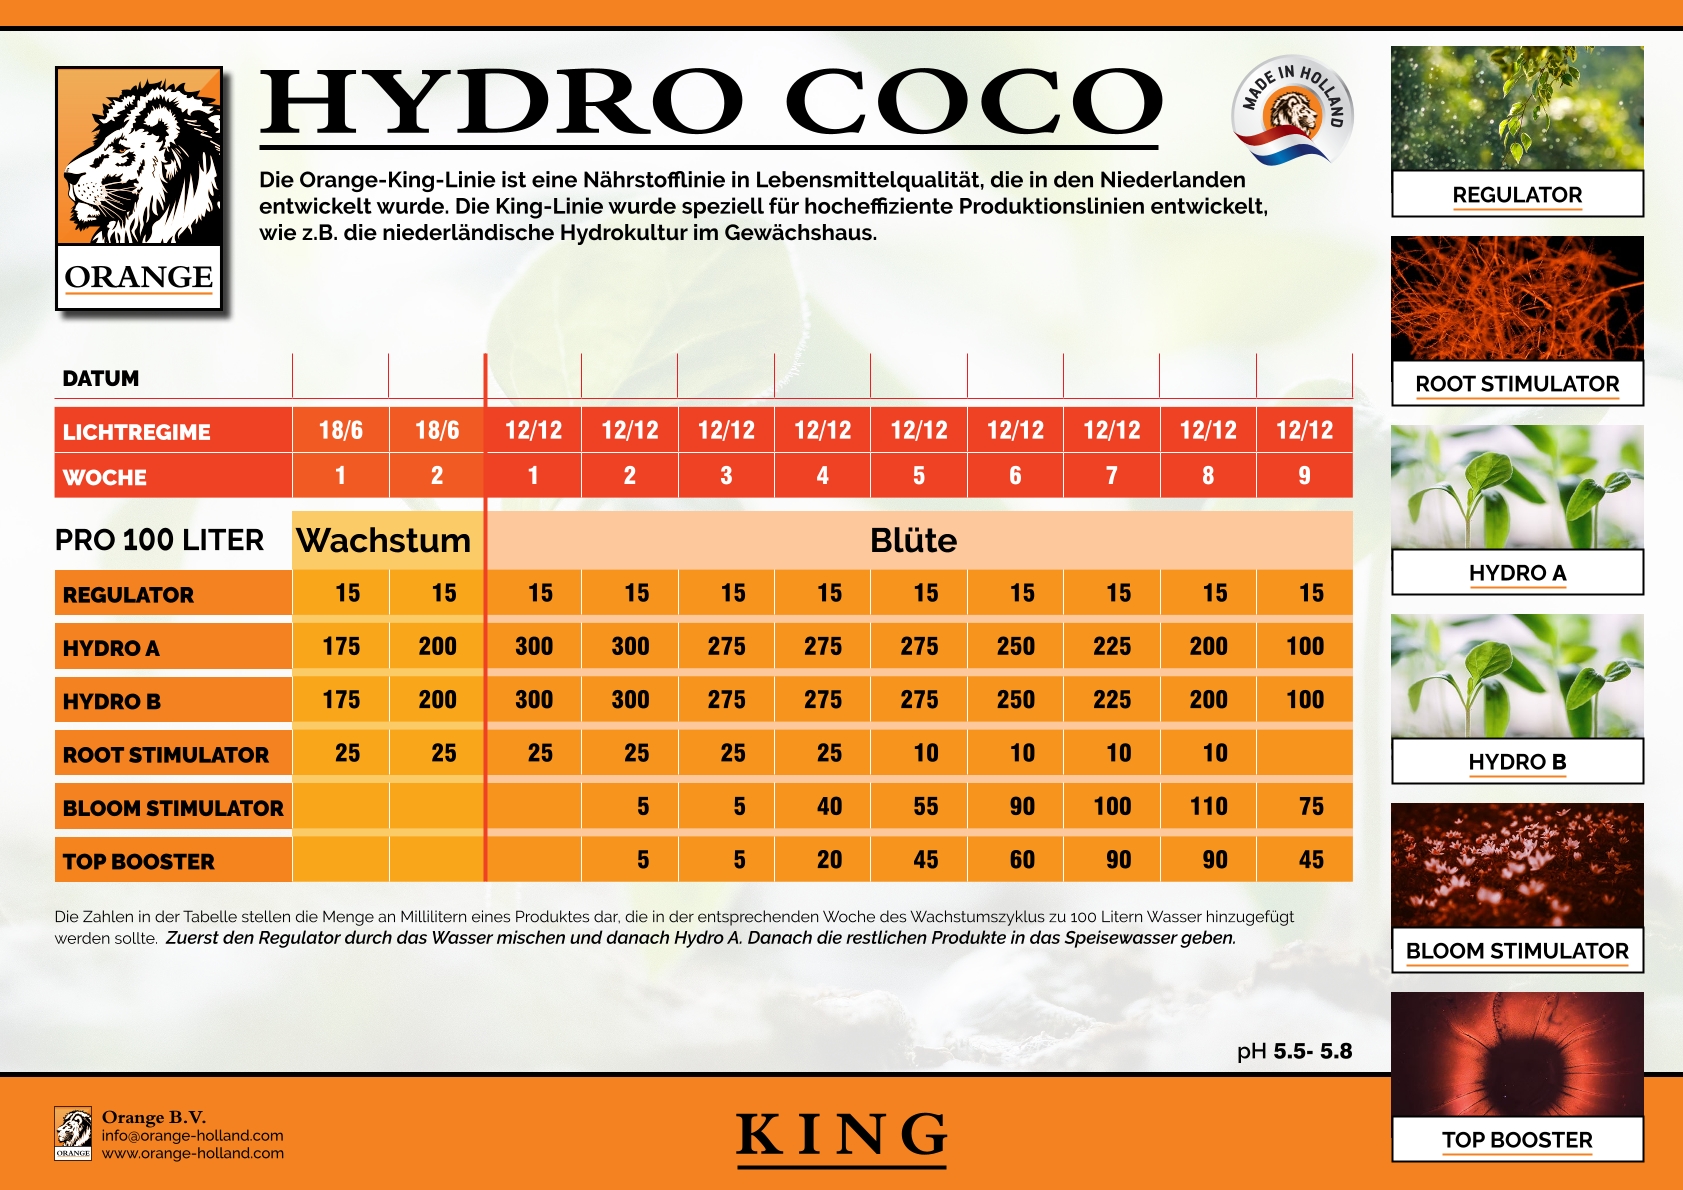 HYDRO COCO
MADE IN HOLLAND
Die Orange-King-Linie ist eine Nährstofflinie in Lebensmittelqualität, die in den Niederlanden
entwickelt wurde. Die King-Linie wurde speziell für hocheffiziente Produktionslinien entwickelt,
wie z.B. die niederländische Hydrokultur im Gewächshaus.
ORANGE
DATUM
LICHTREGIME 18/6 18/6 12/12 12/12 12/12 12/12 12/12 12/12 12/12 12/12 12/12
WOCHE 1 2 1 2 3 4 5 6 7 8 9
PRO 100 LITER Wachstum Blüte
REGULATOR 15 15 15 15 15 15 15 15 15 15 15
HYDRO A 175 200 300 300 275 275 275 250 225 200 100
HYDRO B 175 200 300 300 275 275 275 250 225 200 100
ROOT STIMULATOR 25 25 25 25 25 25 10 10 10 10
BLOOM STIMULATOR 5 5 40 55 90 100 110 75
TOP BOOSTER 5 5 20 45 60 90 90 45
Die Zahlen in der Tabelle stellen die Menge an Millilitern eines Produktes dar, die in der entsprechenden Woche des Wachstumszyklus zu 100 Litern Wasser hinzugefügt
werden sollte. Zuerst den Regulator durch das Wasser mischen und danach Hydro A. Danach die restlichen Produkte in das Speisewasser geben.
pH 5.5- 5.8
REGULATOR
ROOT STIMULATOR
HYDRO A
HYDRO B
BLOOM STIMULATOR
TOP BOOSTER
ORANGE
Orange B.V.
info@orange-holland.com
www.orange-holland.com
KING